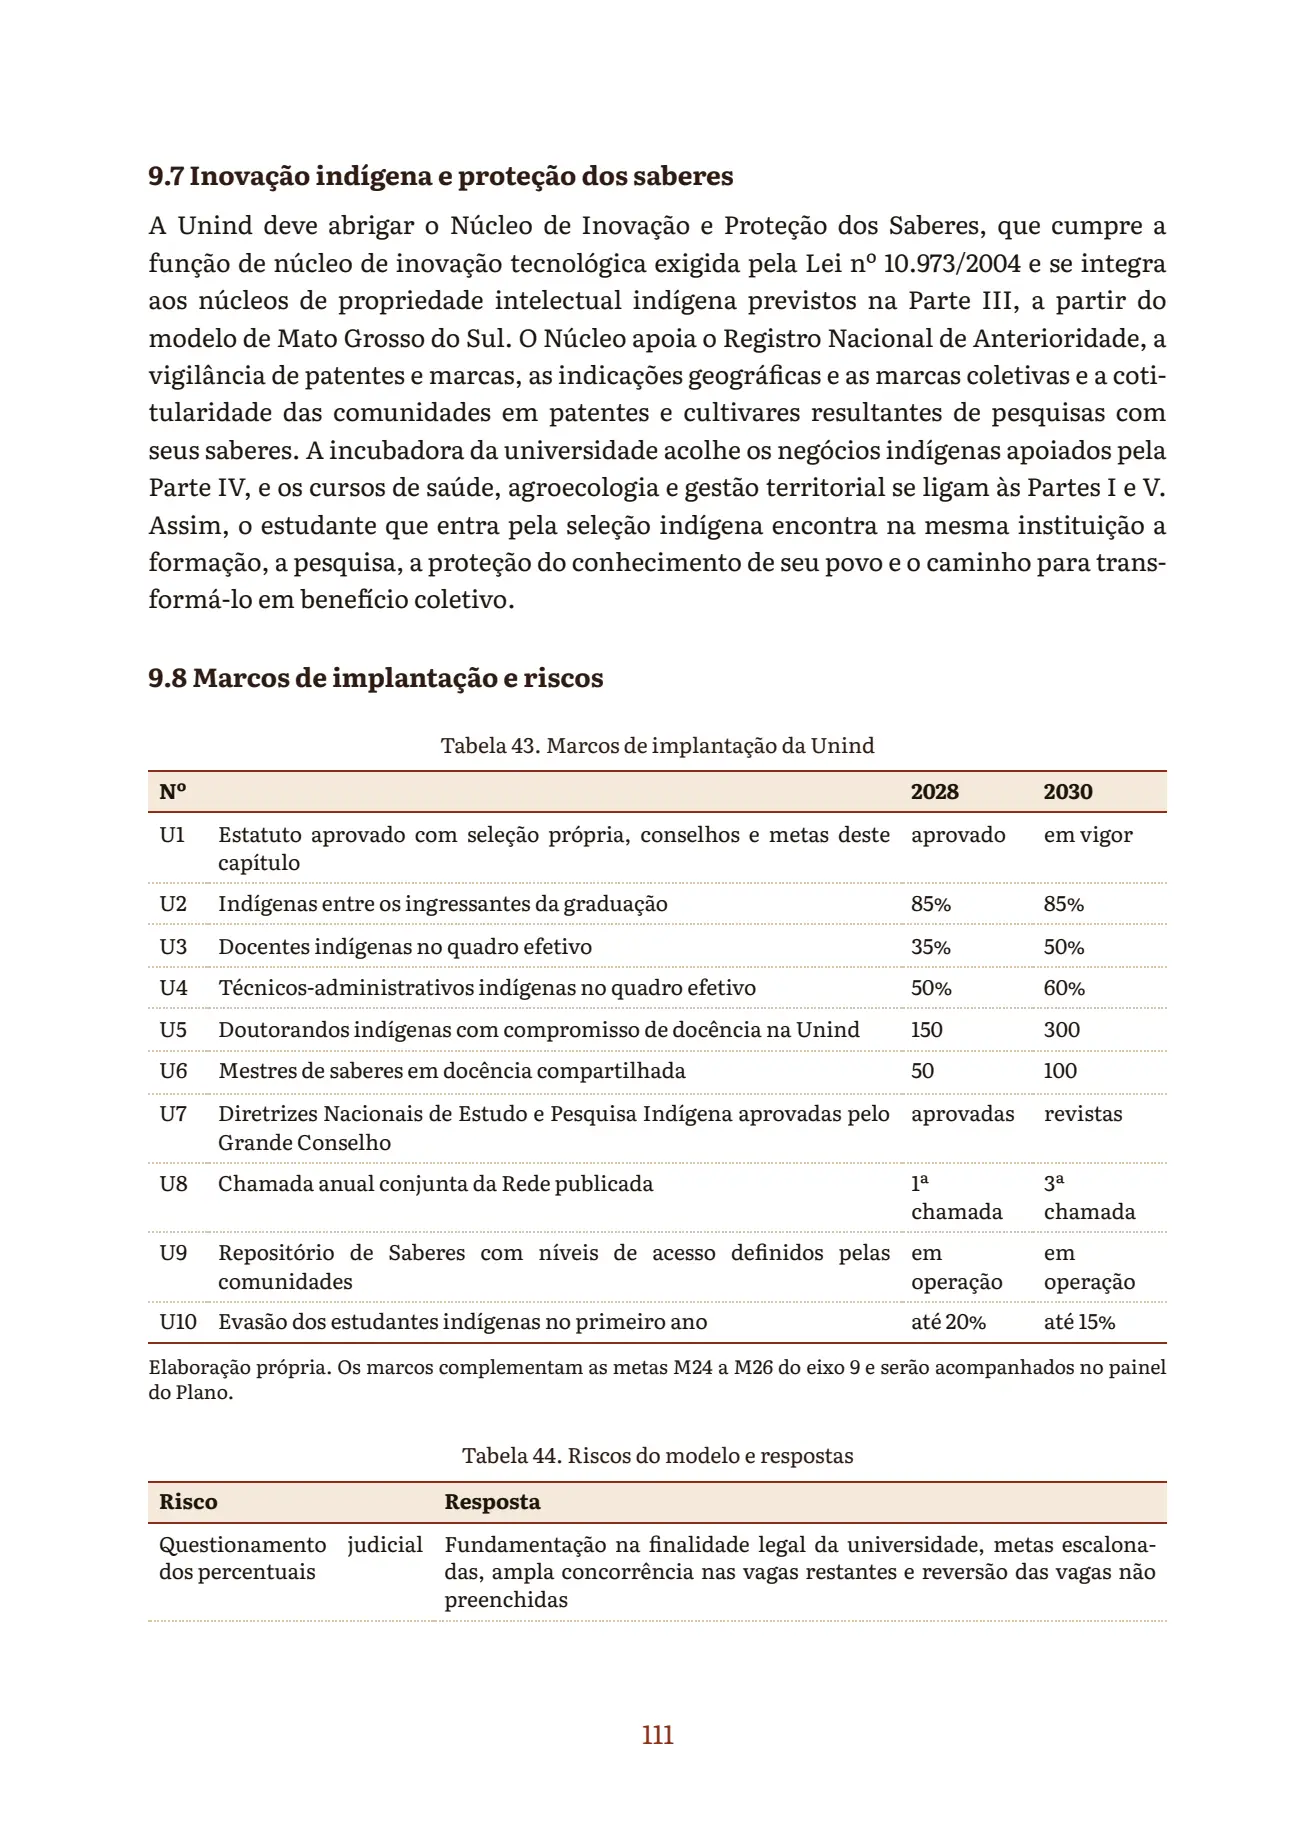 9.7 Inovação indígena e proteção dos saberes
A Unind deve abrigar o Núcleo de Inovação e Proteção dos Saberes, que cumpre a
função de núcleo de inovação tecnológica exigida pela Lei nº 10.973/2004 e se integra
aos núcleos de propriedade intelectual indígena previstos na Parte III, a partir do
modelo de Mato Grosso do Sul. O Núcleo apoia o Registro Nacional de Anterioridade, a
vigilância de patentes e marcas, as indicações geográficas e as marcas coletivas e a coti-
tularidade das comunidades em patentes e cultivares resultantes de pesquisas com
seus saberes. A incubadora da universidade acolhe os negócios indígenas apoiados pela
Parte IV, e os cursos de saúde, agroecologia e gestão territorial se ligam às Partes I e V.
Assim, o estudante que entra pela seleção indígena encontra na mesma instituição a
formação, a pesquisa, a proteção do conhecimento de seu povo e o caminho para trans-
formá-lo em benefício coletivo.
9.8 Marcos de implantação e riscos
Tabela 43. Marcos de implantação da Unind
Nº 2028 2030
U1 Estatuto aprovado com seleção própria, conselhos e metas deste aprovado em vigor
capítulo
U2 Indígenas entre os ingressantes da graduação 85% 85%
U3 Docentes indígenas no quadro efetivo 35% 50%
U4 Técnicos-administrativos indígenas no quadro efetivo 50% 60%
U5 Doutorandos indígenas com compromisso de docência na Unind 150 300
U6 Mestres de saberes em docência compartilhada 50 100
U7 Diretrizes Nacionais de Estudo e Pesquisa Indígena aprovadas pelo aprovadas revistas
Grande Conselho
U8 Chamada anual conjunta da Rede publicada 1ª 3ª
chamada chamada
U9 Repositório de Saberes com níveis de acesso definidos pelas em em
comunidades operação operação
U10 Evasão dos estudantes indígenas no primeiro ano até 20% até 15%
Elaboração própria. Os marcos complementam as metas M24 a M26 do eixo 9 e serão acompanhados no painel
do Plano.
Tabela 44. Riscos do modelo e respostas
Risco Resposta
Questionamento judicial Fundamentação na finalidade legal da universidade, metas escalona-
dos percentuais das, ampla concorrência nas vagas restantes e reversão das vagas não
preenchidas
111